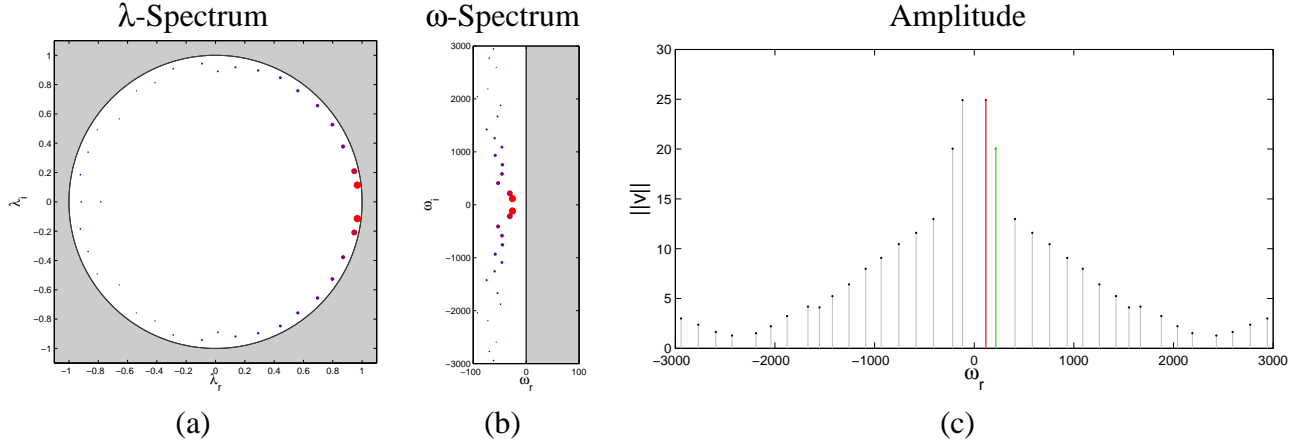 λ-Spectrum
ω-Spectrum
Amplitude
1
0.8
0.6
0.4
0.2
0
−0.2
−0.4
−0.6
−0.8
−1
λi
−1 −0.8 −0.6 −0.4 −0.2 0 0.2 0.4 0.6 0.8 1
λr
3000
2000
1000
0
−1000
−2000
−3000
ωi
−100 0 100
ωr
30
25
20
15
10
5
0
||v||
−3000 −2000 −1000 0 1000 2000 3000
ωr
(a)
(b)
(c)